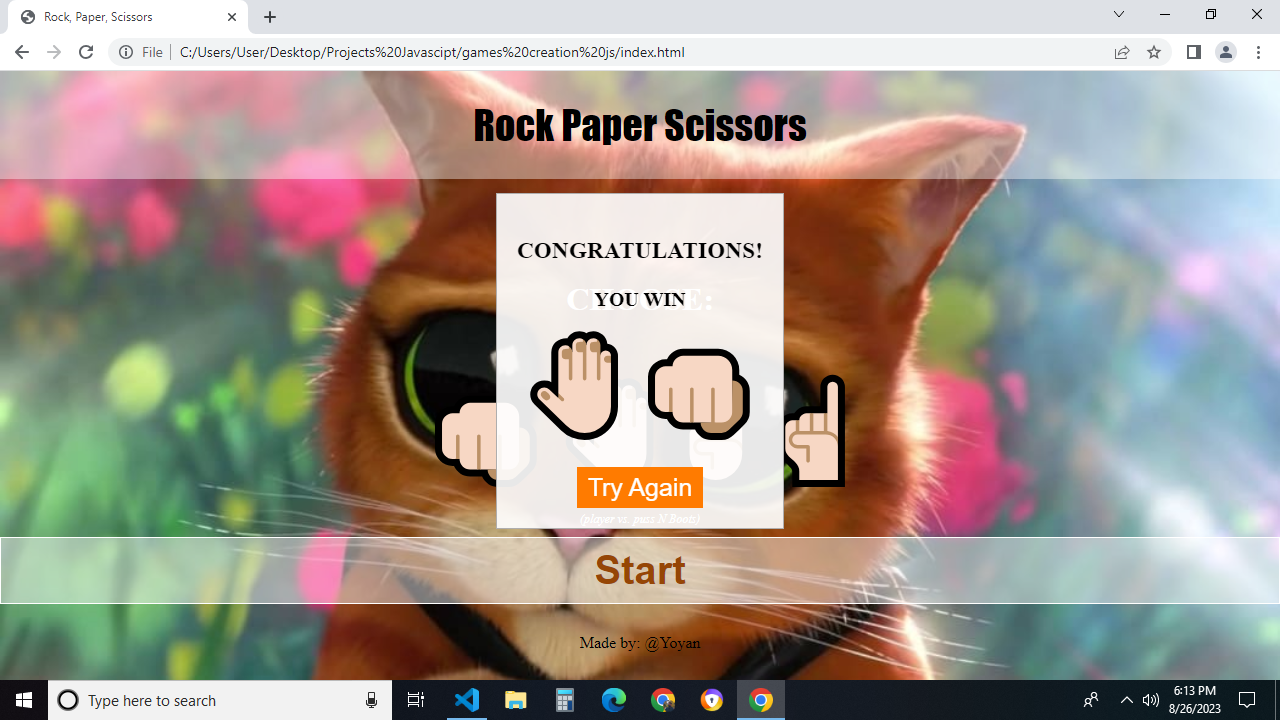 Rock, Paper, Scissors
File
C:/Users/User/Desktop/Projects%20Javascipt/games%20creation%20js/index.html
Rock Paper Scissors
CONGRATULATIONS!
CHOOSE:
YOU WIN
Try Again
(player vs. puss N Boots)
Start
Made by: @Yoyan
Type here to search
6:13 PM
8/26/2023